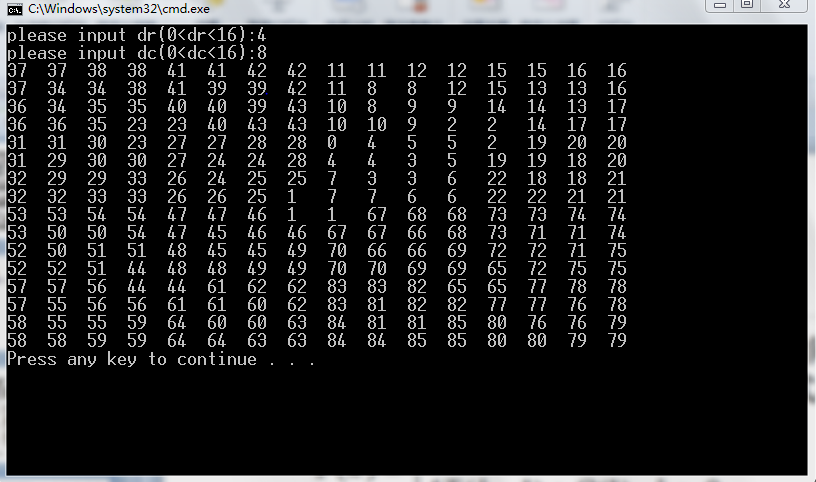 C:\Windows\system32\cmd.exe
please input dr(0<dr<16):4
please input dc(0<dc<16):8
37 37 38 38 41 41 42 42 11 11 12 12 15 15 16 16
37 34 34 38 41 39 39 42 11 8 8 12 15 13 13 16
36 34 35 35 40 40 39 43 10 8 9 9 14 14 13 17
36 36 35 23 23 40 43 43 10 10 9 2 2 14 17 17
31 31 30 23 27 27 28 28 0 4 5 5 2 19 20 20
31 29 30 30 27 24 24 28 4 4 3 5 19 19 18 20
32 29 29 33 26 24 25 25 7 3 3 6 22 18 18 21
32 32 33 33 26 26 25 1 7 7 6 6 22 22 21 21
53 53 54 54 47 47 46 1 1 67 68 68 73 73 74 74
53 50 50 54 47 45 46 46 67 67 66 68 73 71 71 74
52 50 51 51 48 45 45 49 70 66 66 69 72 72 71 75
52 52 51 44 48 48 49 49 70 70 69 69 65 72 75 75
57 57 56 44 44 61 62 62 83 83 82 65 65 77 78 78
57 55 56 56 61 61 60 62 83 81 82 82 77 77 76 78
58 55 55 59 64 60 60 63 84 81 81 85 80 76 76 79
58 58 59 59 64 64 63 63 84 84 85 85 80 80 79 79
Press any key to continue . . .